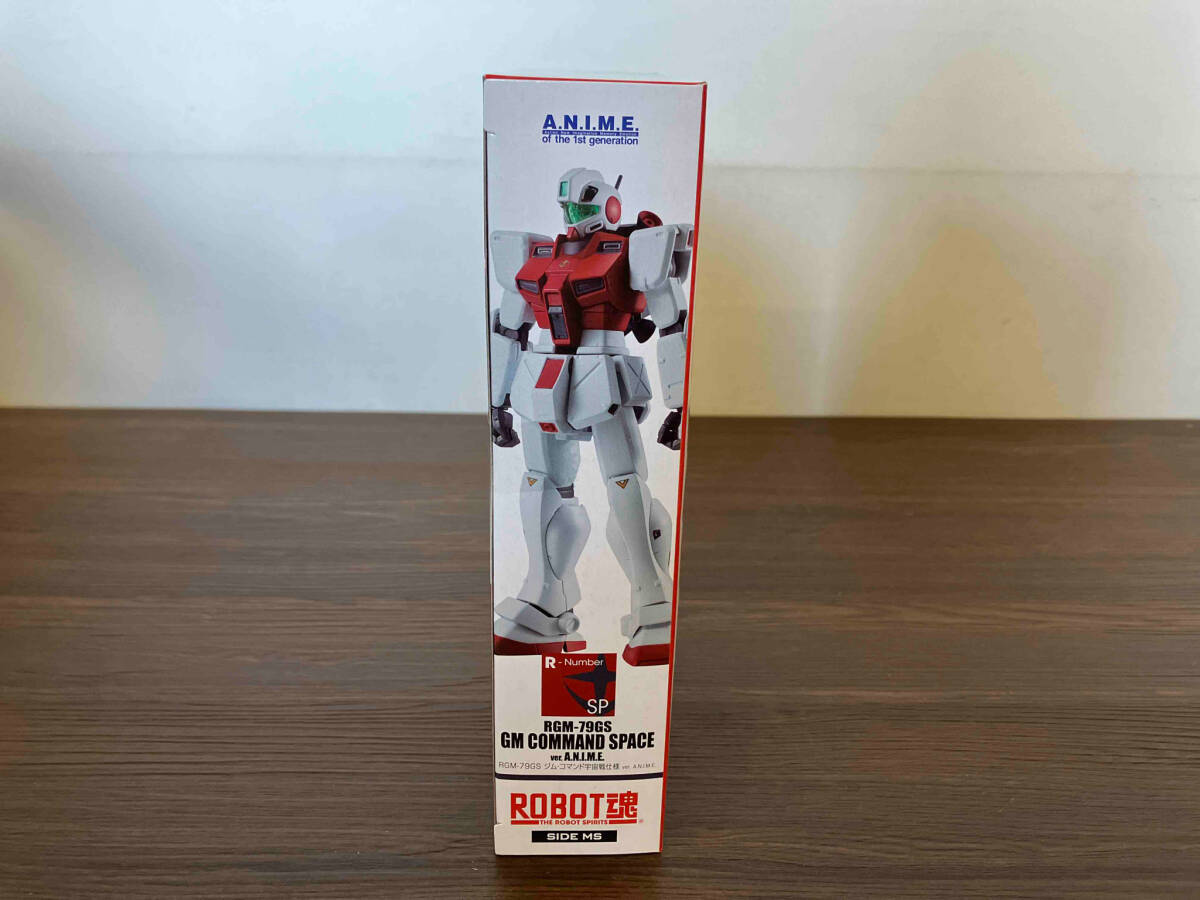 A.N.I.M.E.
of the 1st generation
R - Number
SP
RGM-79GS
GM COMMAND SPACE
ver. A.N.I.M.E.
RGM-79GS ジム・コマンド宇宙戦仕様 ver. A.N.I.M.E.
ROBOT魂
THE ROBOT SPIRITS
SIDE MS